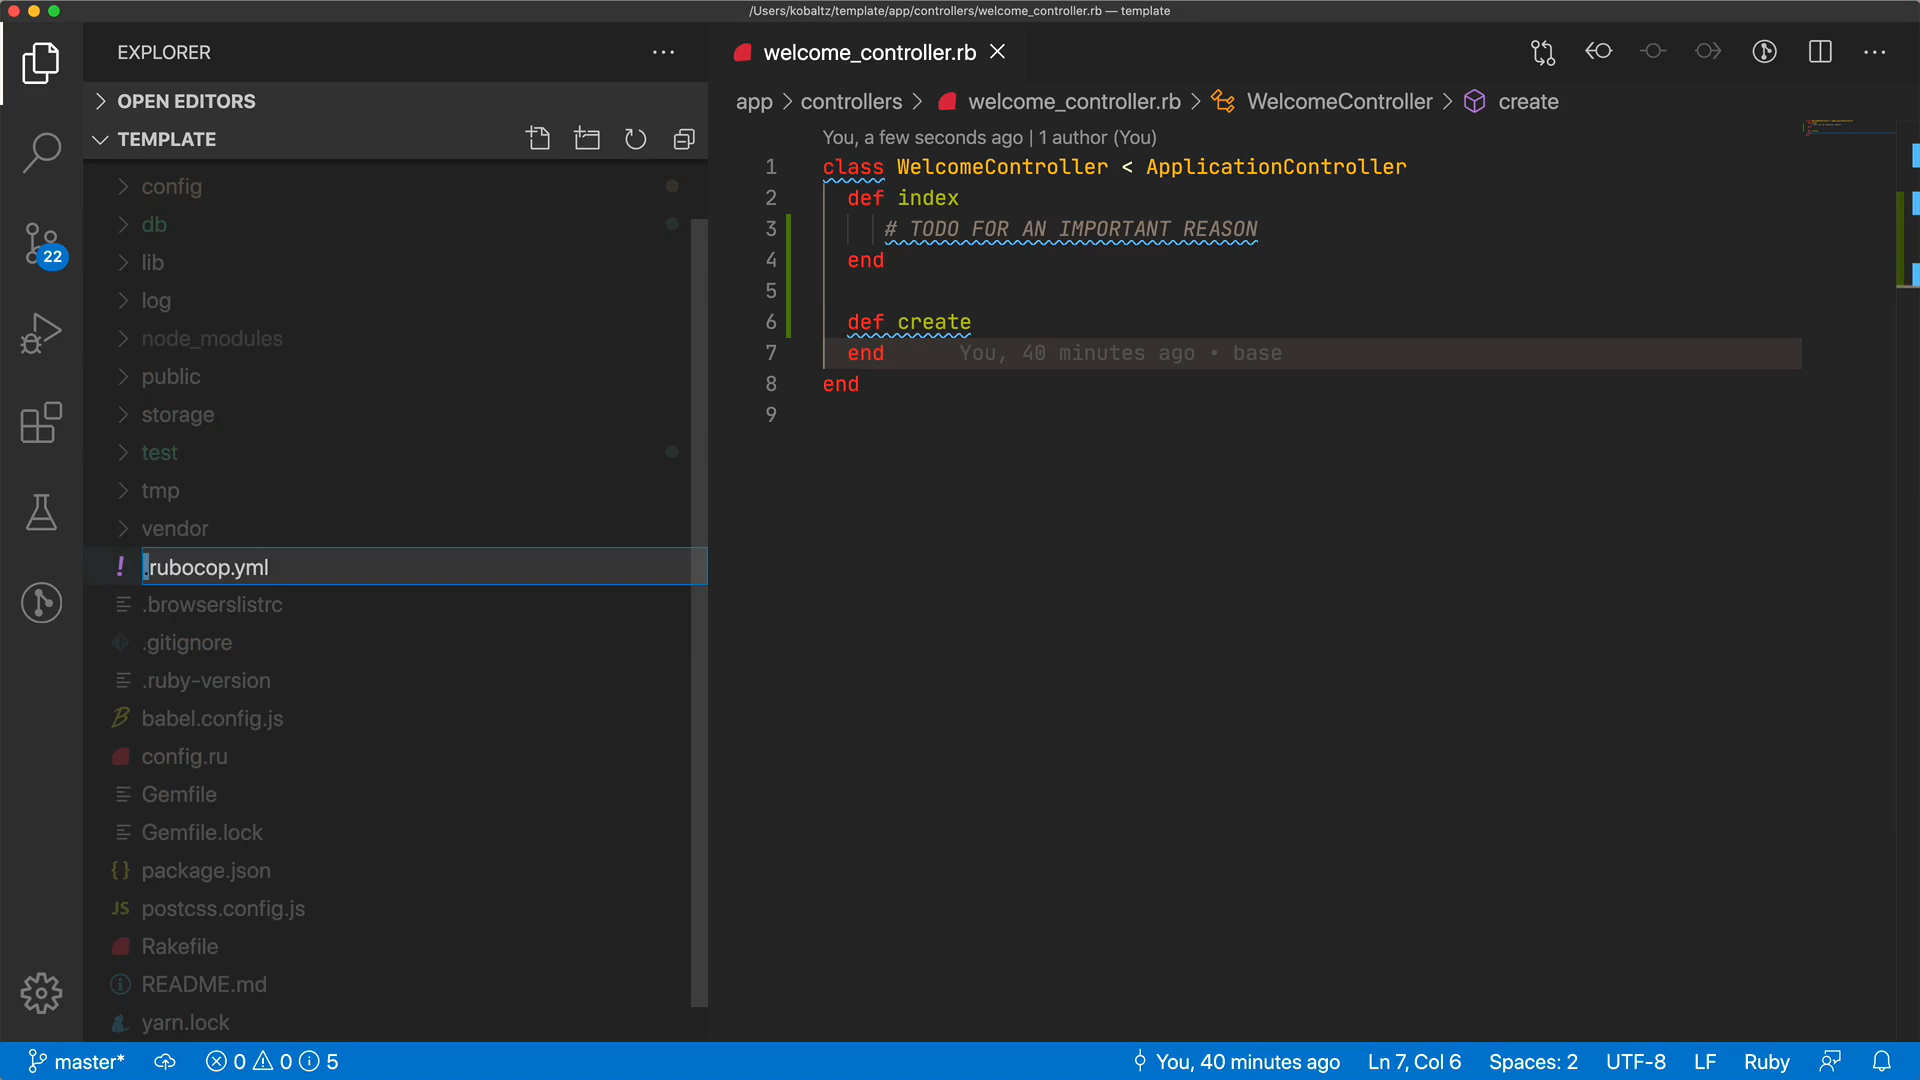 /Users/kobaltz/template/app/controllers/welcome_controller.rb — template
EXPLORER
OPEN EDITORS
TEMPLATE
config
db
lib
log
node_modules
public
storage
test
tmp
vendor
! .rubocop.yml
.browserslistrc
.gitignore
.ruby-version
babel.config.js
config.ru
Gemfile
Gemfile.lock
{} package.json
JS postcss.config.js
Rakefile
README.md
yarn.lock
22
welcome_controller.rb
app > controllers > welcome_controller.rb > WelcomeController > create
You, a few seconds ago | 1 author (You)
1 class WelcomeController < ApplicationController
2 def index
3 # TODO FOR AN IMPORTANT REASON
4 end
5
6 def create
7 end You, 40 minutes ago • base
8 end
9
master* 0 0 5 You, 40 minutes ago Ln 7, Col 6 Spaces: 2 UTF-8 LF Ruby